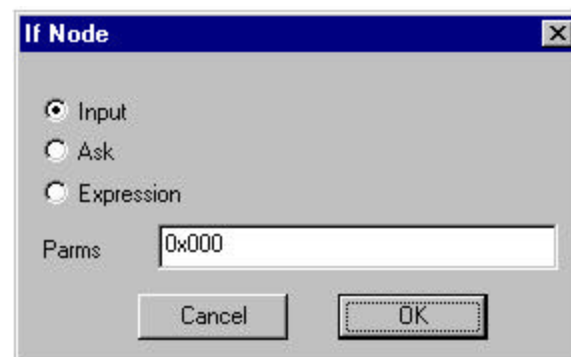 If Node
Input
Ask
Expression
Parms 0x000
Cancel OK